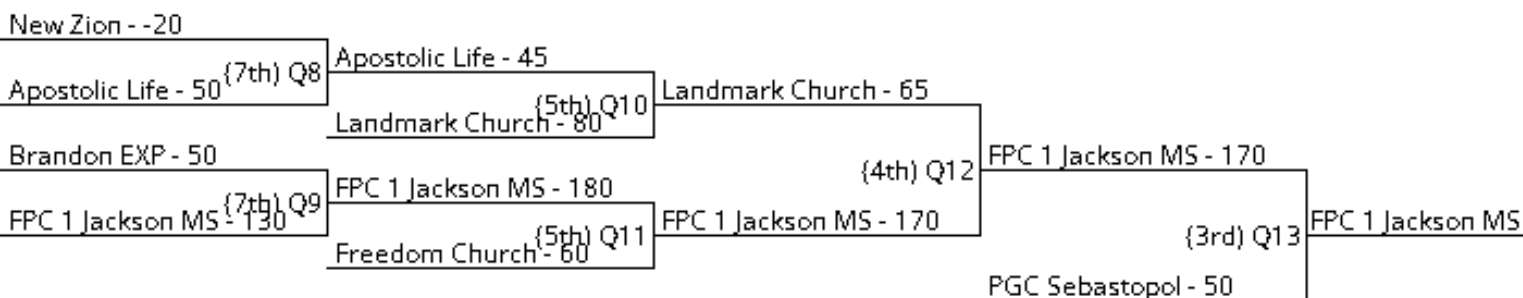 New Zion - -20
Apostolic Life - 45
(7th) Q8
Apostolic Life - 50
Landmark Church - 65
(5th) Q10
Landmark Church - 80
Brandon EXP - 50
FPC 1 Jackson MS - 170
(4th) Q12
FPC 1 Jackson MS - 180
(7th) Q9
FPC 1 Jackson MS - 130
FPC 1 Jackson MS - 170
FPC 1 Jackson MS
(5th) Q11
(3rd) Q13
Freedom Church - 60
PGC Sebastopol - 50